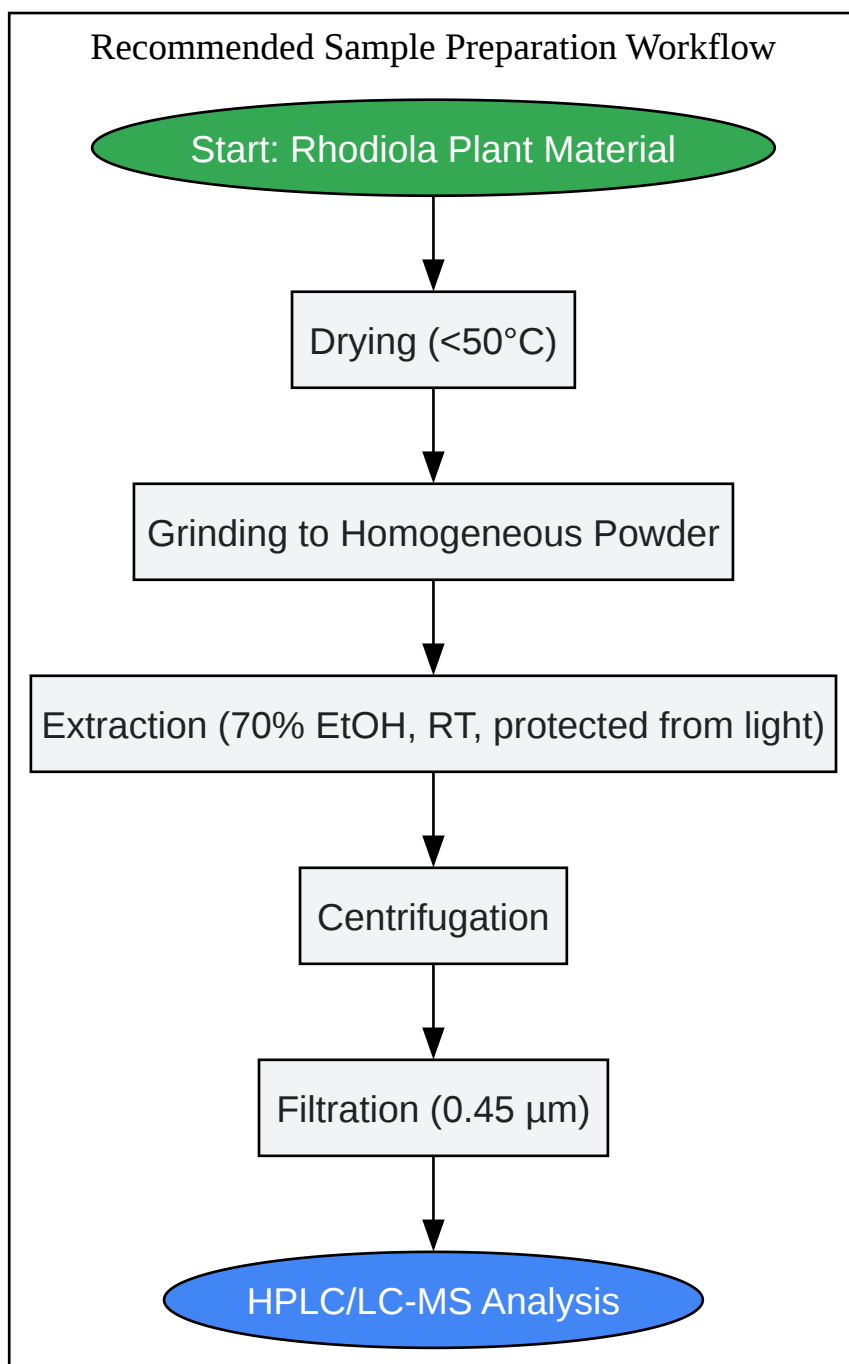 Recommended Sample Preparation Workflow
Start: Rhodiola Plant Material
Drying (<50°C)
Grinding to Homogeneous Powder
Extraction (70% EtOH, RT, protected from light)
Centrifugation
Filtration (0.45 µm)
HPLC/LC-MS Analysis